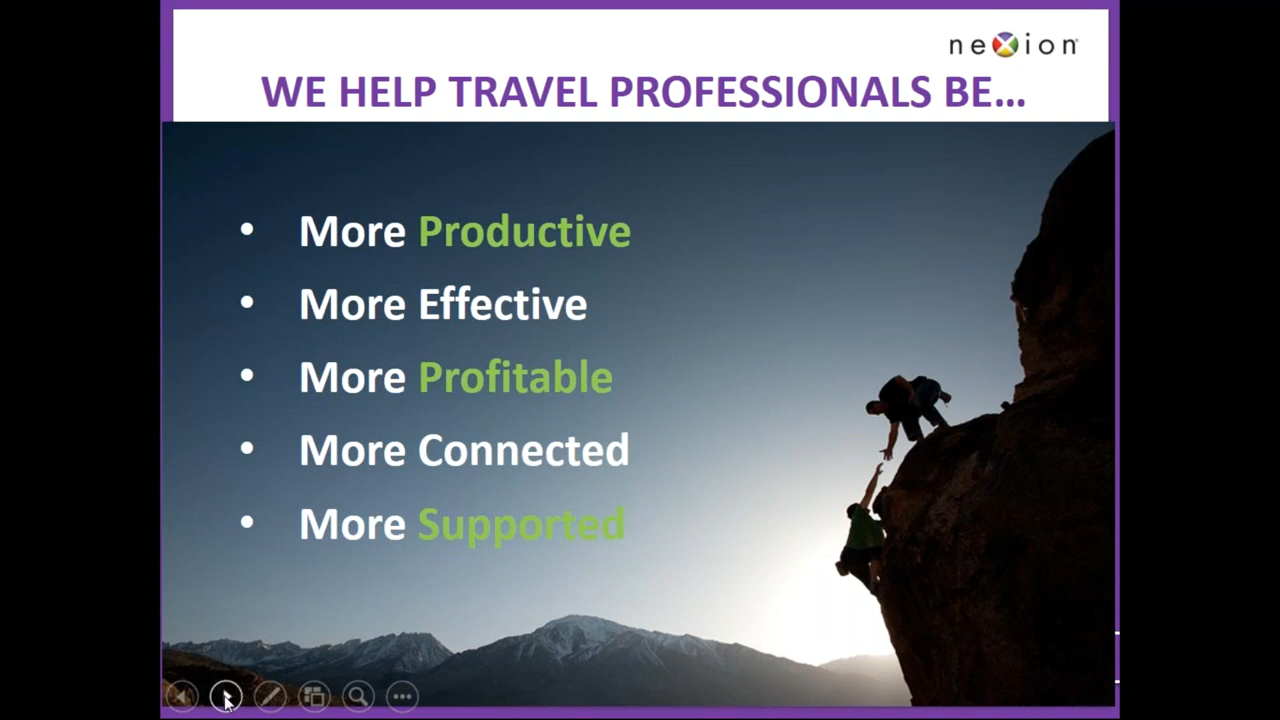 nexion
WE HELP TRAVEL PROFESSIONALS BE...
• More Productive
• More Effective
• More Profitable
• More Connected
• More Supported